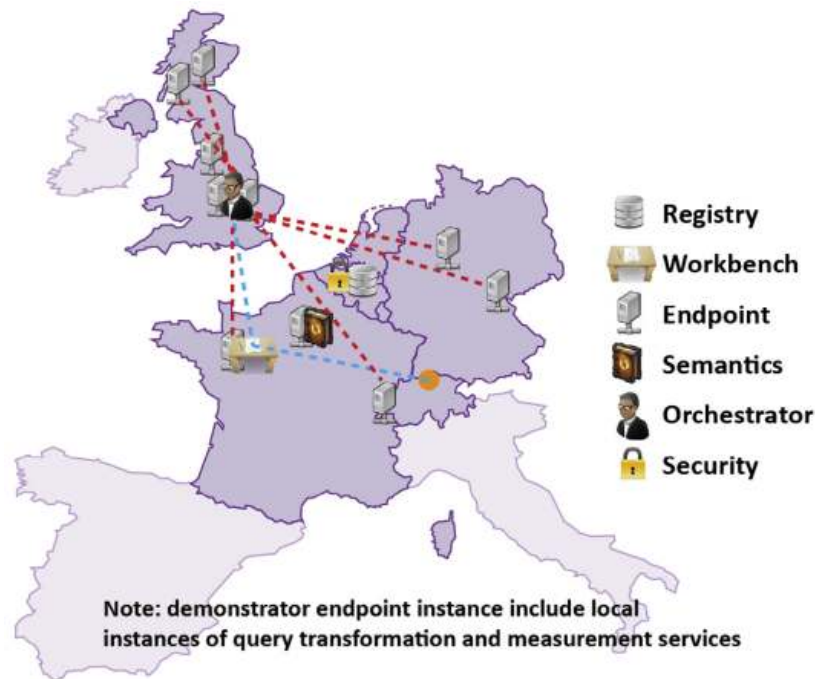 Registry
Workbench
Endpoint
Semantics
Orchestrator
Security
Note: demonstrator endpoint instance include local
instances of query transformation and measurement services